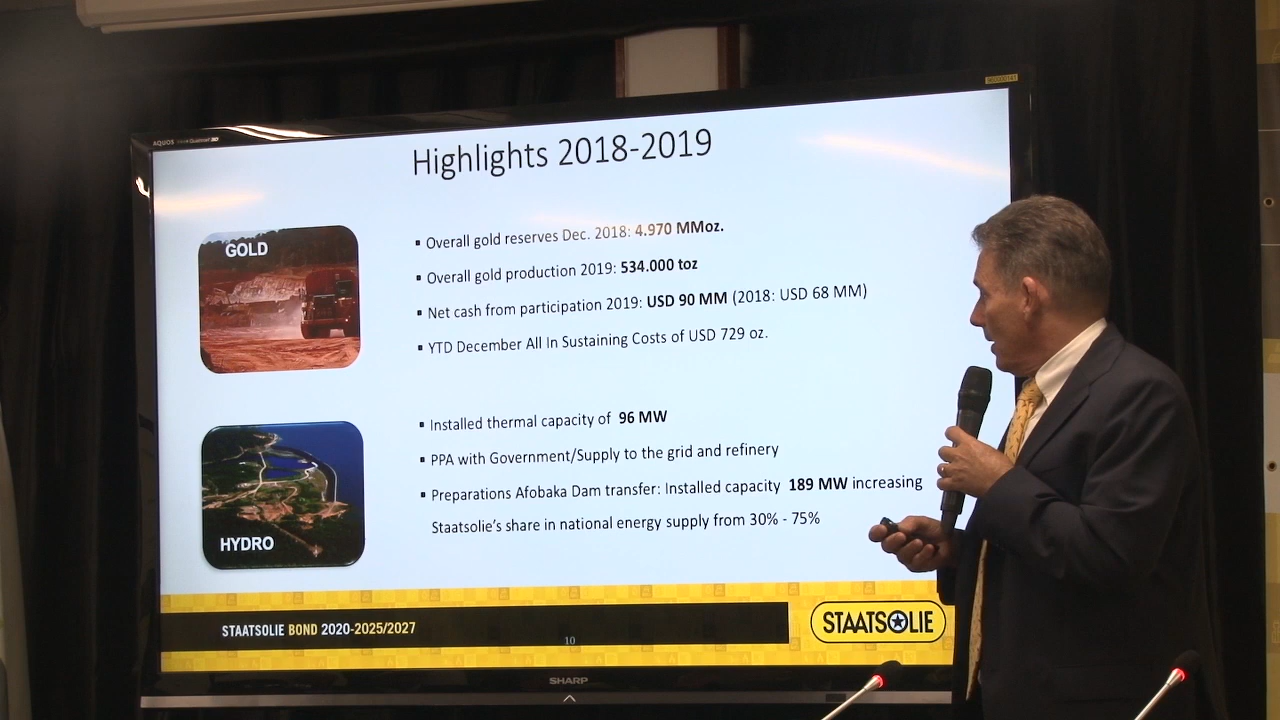 AQUOS
Highlights 2018-2019
GOLD
▪ Overall gold reserves Dec. 2018: 4.970 MMoz.
▪ Overall gold production 2019: 534.000 toz
▪ Net cash from participation 2019: USD 90 MM (2018: USD 68 MM)
▪ YTD December All In Sustaining Costs of USD 729 oz.
HYDRO
▪ Installed thermal capacity of 96 MW
▪ PPA with Government/Supply to the grid and refinery
▪ Preparations Afobaka Dam transfer: Installed capacity 189 MW increasing
Staatsolie's share in national energy supply from 30% - 75%
STAATSOLIE BOND 2020-2025/2027
10
STAATSOLIE
SHARP